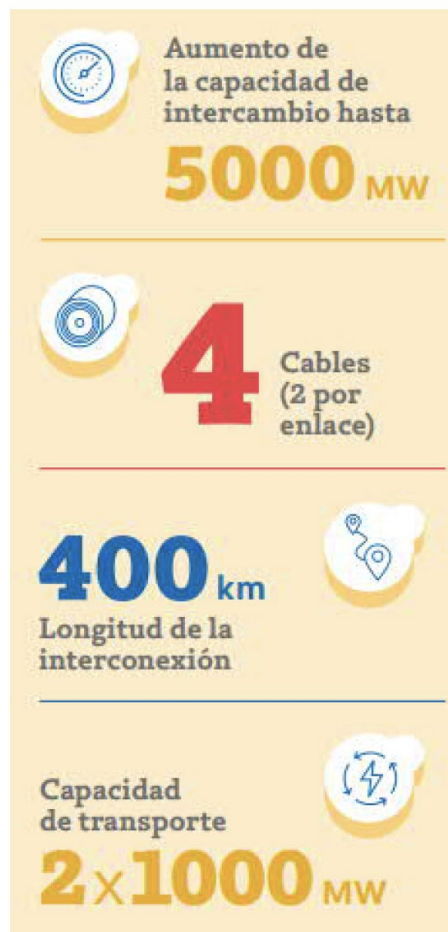 Aumento de
la capacidad de
intercambio hasta
5000 MW
4
Cables
(2 por
enlace)
400 km
Longitud de la
interconexión
Capacidad
de transporte
2x1000 MW